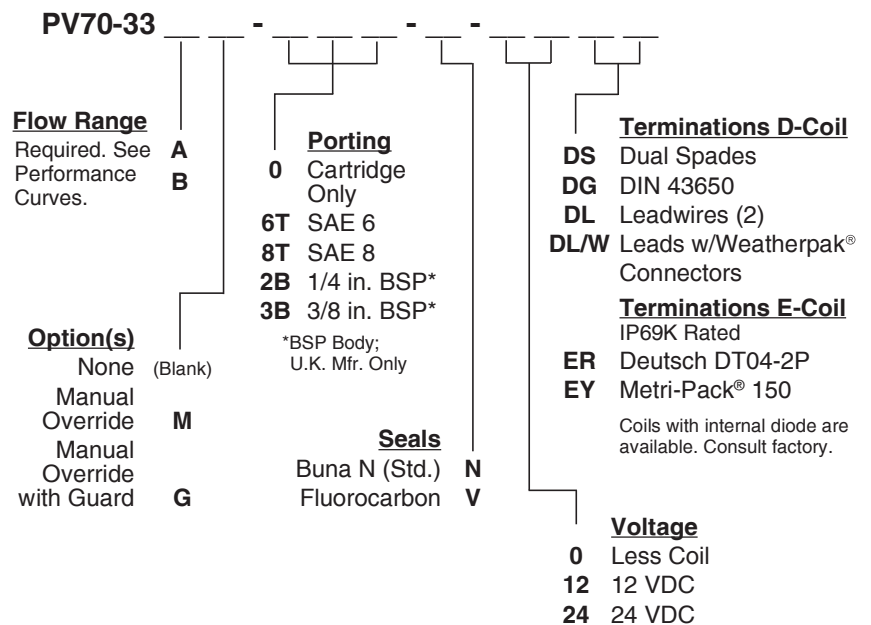 PV70-33 __ __ - __ __ __ - __ - __ __ __ __
Flow Range
Required. See
Performance
Curves.
A
B
Option(s)
None (Blank)
Manual
Override M
Manual
Override
with Guard G
Porting
0 Cartridge
Only
6T SAE 6
8T SAE 8
2B 1/4 in. BSP*
3B 3/8 in. BSP*
*BSP Body;
U.K. Mfr. Only
Seals
Buna N (Std.) N
Fluorocarbon V
Terminations D-Coil
DS Dual Spades
DG DIN 43650
DL Leadwires (2)
DL/W Leads w/Weatherpak®
Connectors
Terminations E-Coil
IP69K Rated
ER Deutsch DT04-2P
EY Metri-Pack® 150
Coils with internal diode are
available. Consult factory.
Voltage
0 Less Coil
12 12 VDC
24 24 VDC